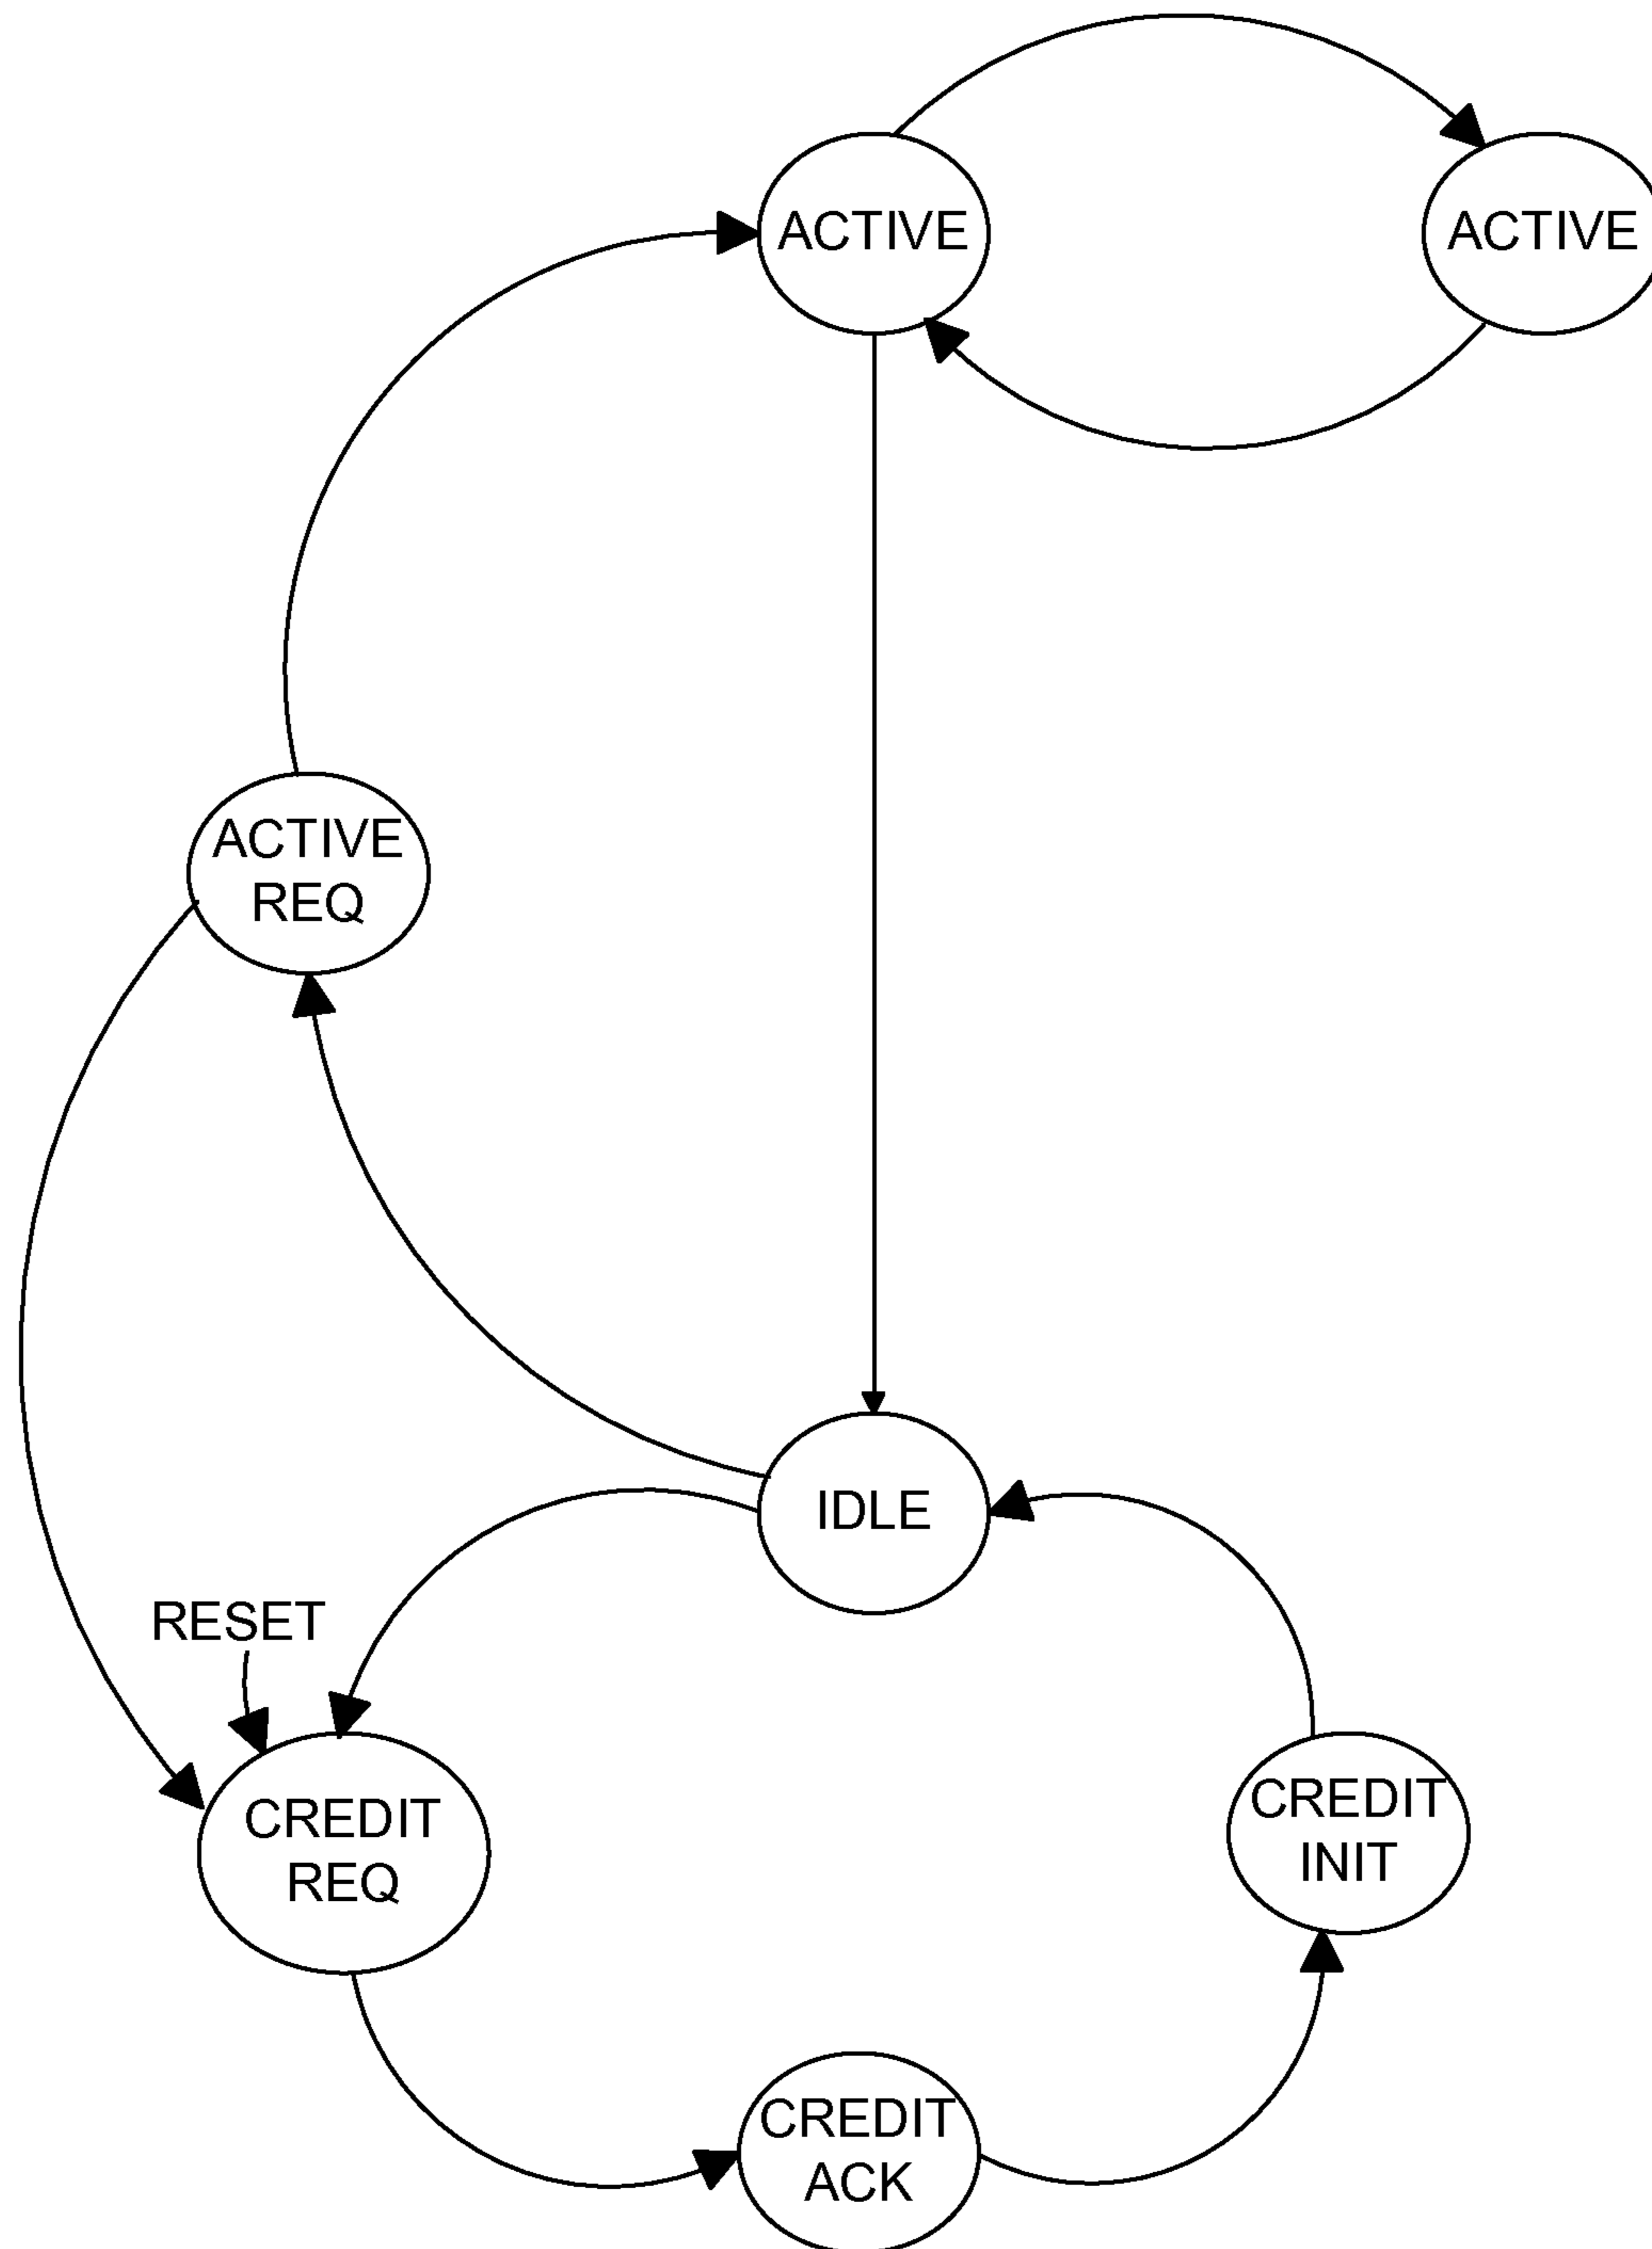 ACTIVE
ACTIVE
ACTIVE
REQ
IDLE
RESET
CREDIT
REQ
CREDIT
INIT
CREDIT
ACK